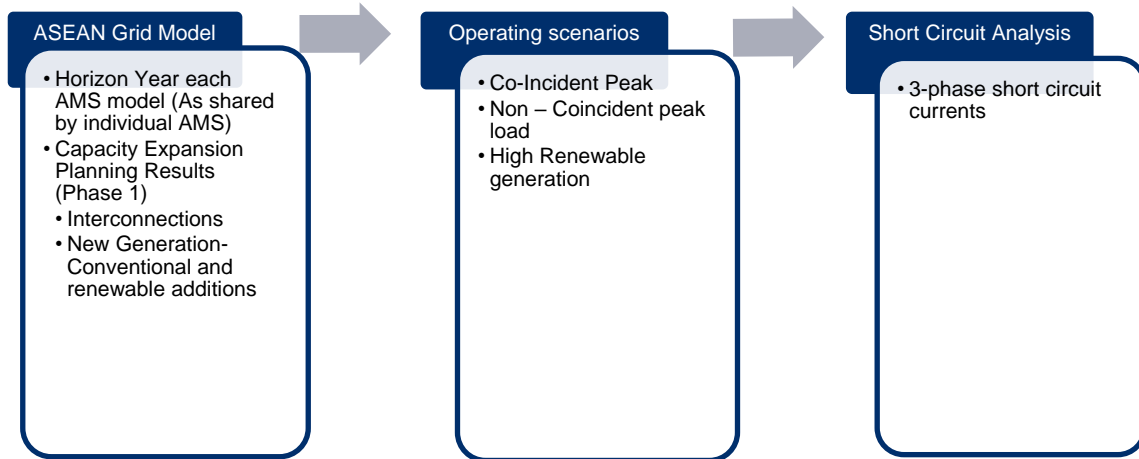 ASEAN Grid Model
• Horizon Year each
AMS model (As shared
by individual AMS)
• Capacity Expansion
Planning Results
(Phase 1)
• Interconnections
• New Generation-
Conventional and
renewable additions
Operating scenarios
• Co-Incident Peak
• Non – Coincident peak
load
• High Renewable
generation
Short Circuit Analysis
• 3-phase short circuit
currents